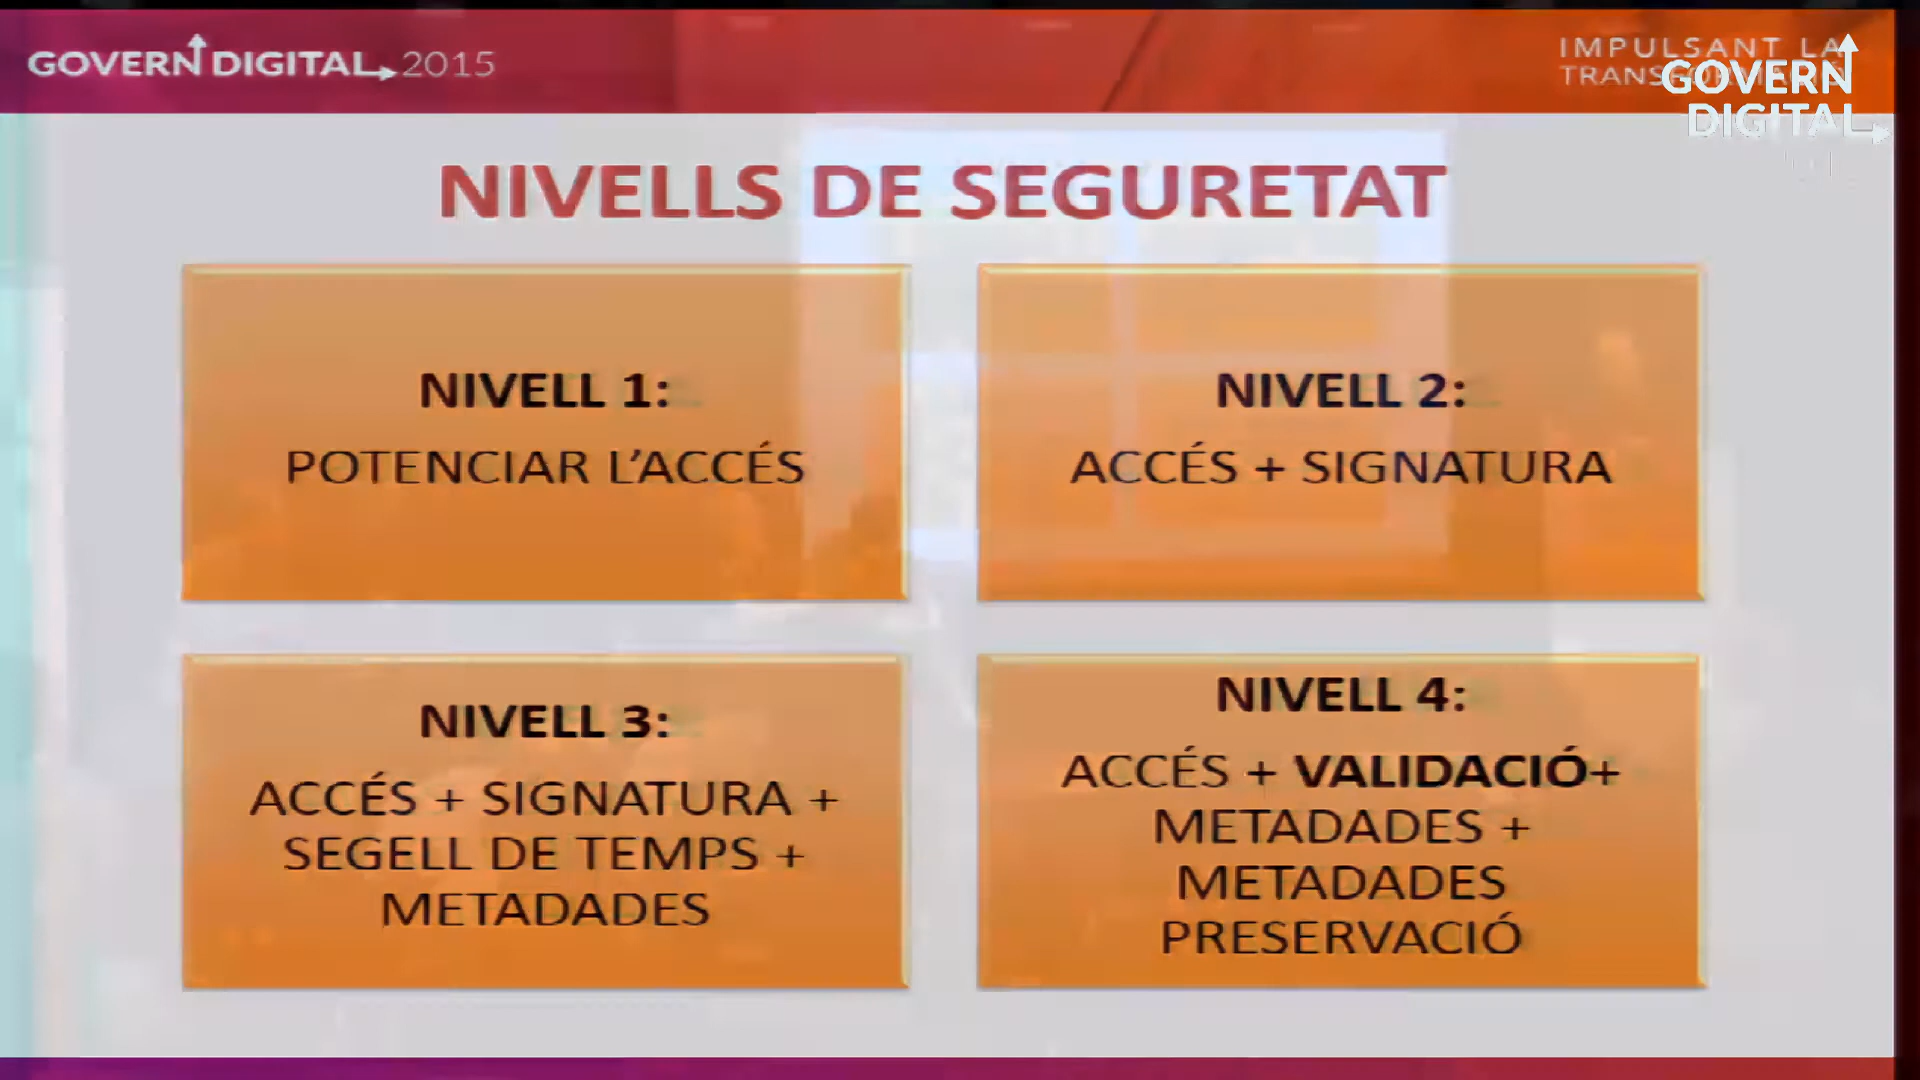 GOVERN DIGITAL 2015
IMPULSANT LA
GOVERN
DIGITAL
NIVELLS DE SEGURETAT
NIVELL 1:
POTENCIAR L'ACCÉS
NIVELL 2:
ACCÉS + SIGNATURA
NIVELL 3:
ACCÉS + SIGNATURA +
SEGELL DE TEMPS +
METADADES
NIVELL 4:
ACCÉS + VALIDACIÓ+
METADADES +
METADADES
PRESERVACIÓ